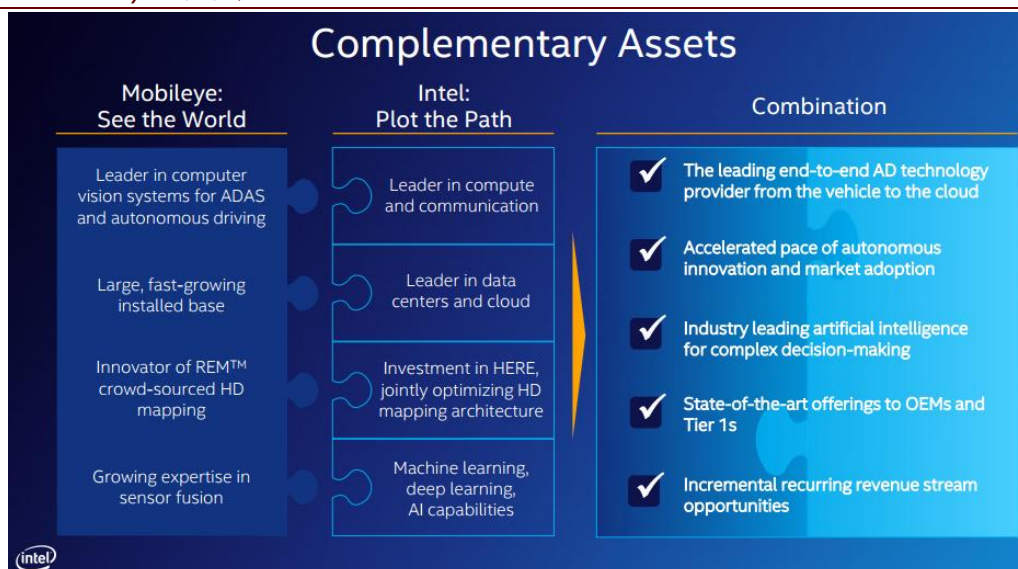 Complementary Assets
Mobileye:
See the World
Leader in computer
vision systems for ADAS
and autonomous driving
Large, fast-growing
installed base
Innovator of REM™
crowd-sourced HD
mapping
Growing expertise in
sensor fusion
Intel:
Plot the Path
Leader in compute
and communication
Leader in data
centers and cloud
Investment in HERE,
jointly optimizing HD
mapping architecture
Machine learning,
deep learning,
AI capabilities
Combination
The leading end-to-end AD technology
provider from the vehicle to the cloud
Accelerated pace of autonomous
innovation and market adoption
Industry leading artificial intelligence
for complex decision-making
State-of-the-art offerings to OEMs and
Tier 1s
Incremental recurring revenue stream
opportunities
intel